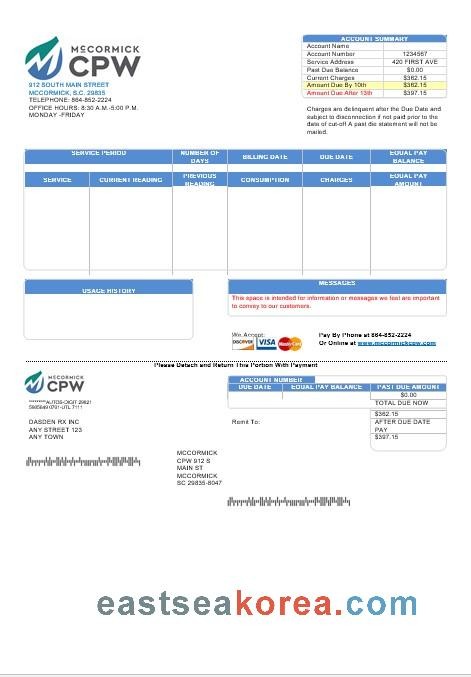 MCCORMICK
CPW
912 SOUTH MAIN STREET
MCCORMICK, S.C. 29835
TELEPHONE: 864-852-2224
OFFICE HOURS: 8:30 A.M.-5:00 P.M.
MONDAY -FRIDAY
ACCOUNT SUMMARY
Account Name
Account Number 1234567
Service Address 420 FIRST AVE
Past Due Balance $0.00
Current Charges $362.15
Amount Due By 10th $362.15
Amount Due After 13th $397.15
Charges are delinquent after the Due Date and
subject to disconnection if not paid prior to the
date of cut-off A past die statement will not be
mailed.
SERVICE PERIOD NUMBER OF DAYS BILLING DATE DUE DATE EQUAL PAY BALANCE
SERVICE CURRENT READING PREVIOUS READING CONSUMPTION CHARGES EQUAL PAY AMOUNT
USAGE HISTORY
MESSAGES
This space is intended for information or messages we feel are important
to convey to our customers.
We Accept:
DISCOVER VISA MasterCard
Pay By Phone at 864-852-2224
Or Online at www.mccormickcpw.com
Please Detach and Return This Portion With Payment
MCCORMICK
CPW
DASDEN RX INC
ANY STREET 123
ANY TOWN
ACCOUNT NUMBER
DUE DATE EQUAL PAY BALANCE PAST DUE AMOUNT
$0.00
TOTAL DUE NOW
$362.15
Remit To: AFTER DUE DATE
PAY
$397.15
MCCORMICK
CPW 912 S
MAIN ST
MCCORMICK
SC 29835-8047
eastseakorea.com